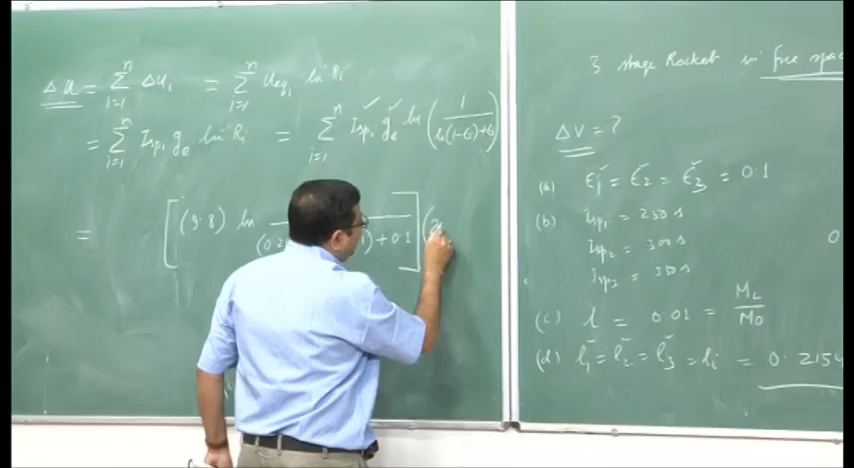 Δu = Σ_{i=1}^{n} Δu_i = Σ_{i=1}^{n} u_{eq_i} ln R_i
= Σ_{i=1}^{n} I_{sp_i} g_e ln R_i = Σ_{i=1}^{n} I_{sp_i} g_e ln (1 / (l_i(1-ε_i)+ε_i))
= [(9.8) ln (0.2 ) + 0.1] (2
3 stage Rocket in free spa
ΔV = ?
(a) ε_1 = ε_2 = ε_3 = 0.1
(b) I_{sp_1} = 250 s
I_{sp_2} = 300 s
I_{sp_3} = 350 s
0
(c) l = 0.01 = M_L / M_0
(d) l_1 = l_2 = l_3 = l_i = 0.2154